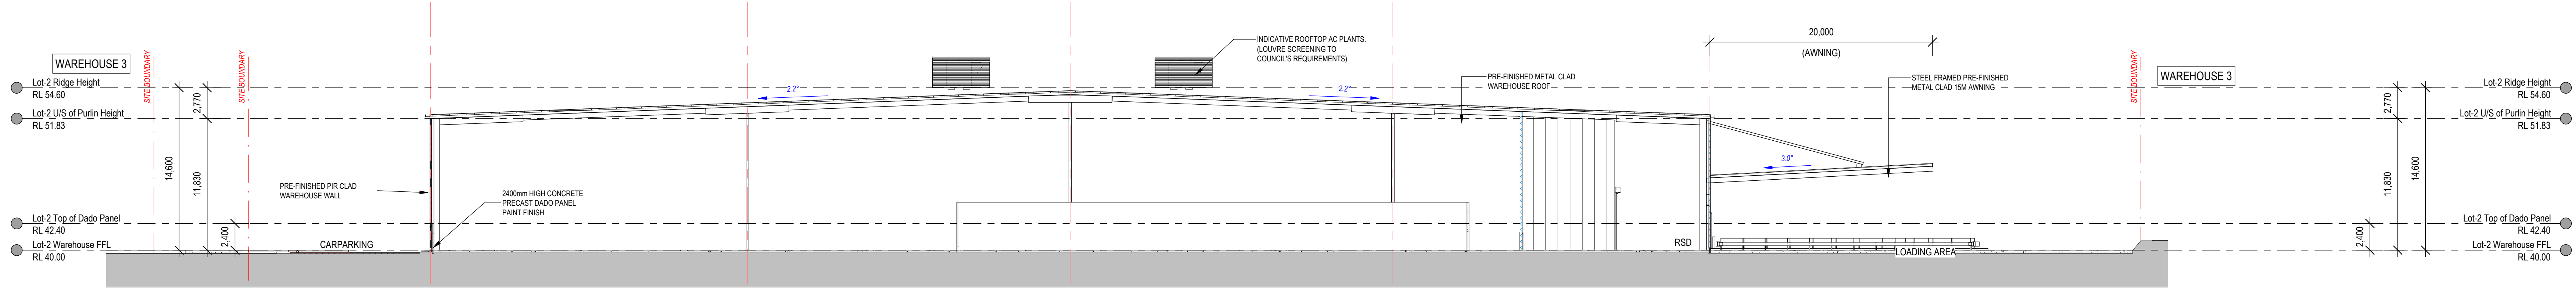 WAREHOUSE 3
SITE BOUNDARY
SITE BOUNDARY
Lot-2 Ridge Height
RL 54.60
Lot-2 U/S of Purlin Height
RL 51.83
2,770
14,600
11,830
Lot-2 Top of Dado Panel
RL 42.40
2,400
Lot-2 Warehouse FFL
RL 40.00
CARPARKING
PRE-FINISHED PIR CLAD
WAREHOUSE WALL
2400mm HIGH CONCRETE
PRECAST DADO PANEL
PAINT FINISH
2.2°
INDICATIVE ROOFTOP AC PLANTS.
(LOUVRE SCREENING TO
COUNCIL'S REQUIREMENTS)
2.2°
PRE-FINISHED METAL CLAD
WAREHOUSE ROOF
RSD
20,000
(AWNING)
3.0°
STEEL FRAMED PRE-FINISHED
METAL CLAD 15M AWNING
LOADING AREA
SITE BOUNDARY
WAREHOUSE 3
Lot-2 Ridge Height
RL 54.60
Lot-2 U/S of Purlin Height
RL 51.83
2,770
11,830
14,600
Lot-2 Top of Dado Panel
RL 42.40
2,400
Lot-2 Warehouse FFL
RL 40.00